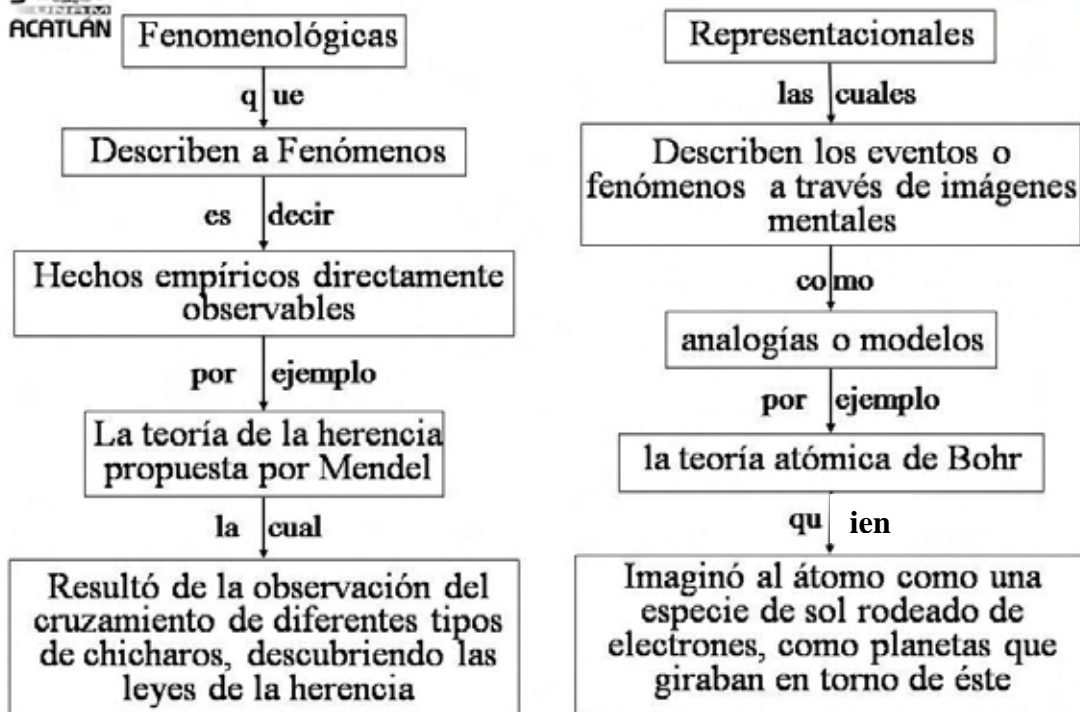 UNAM
ACATLÁN
Fenomenológicas
que
Describen a Fenómenos
es decir
Hechos empíricos directamente
observables
por ejemplo
La teoría de la herencia
propuesta por Mendel
la cual
Resultó de la observación del
cruzamiento de diferentes tipos
de chicharos, descubriendo las
leyes de la herencia
Representacionales
las cuales
Describen los eventos o
fenómenos a través de imágenes
mentales
como
analogías o modelos
por ejemplo
la teoría atómica de Bohr
qu ien
Imaginó al átomo como una
especie de sol rodeado de
electrones, como planetas que
giraban en torno de éste